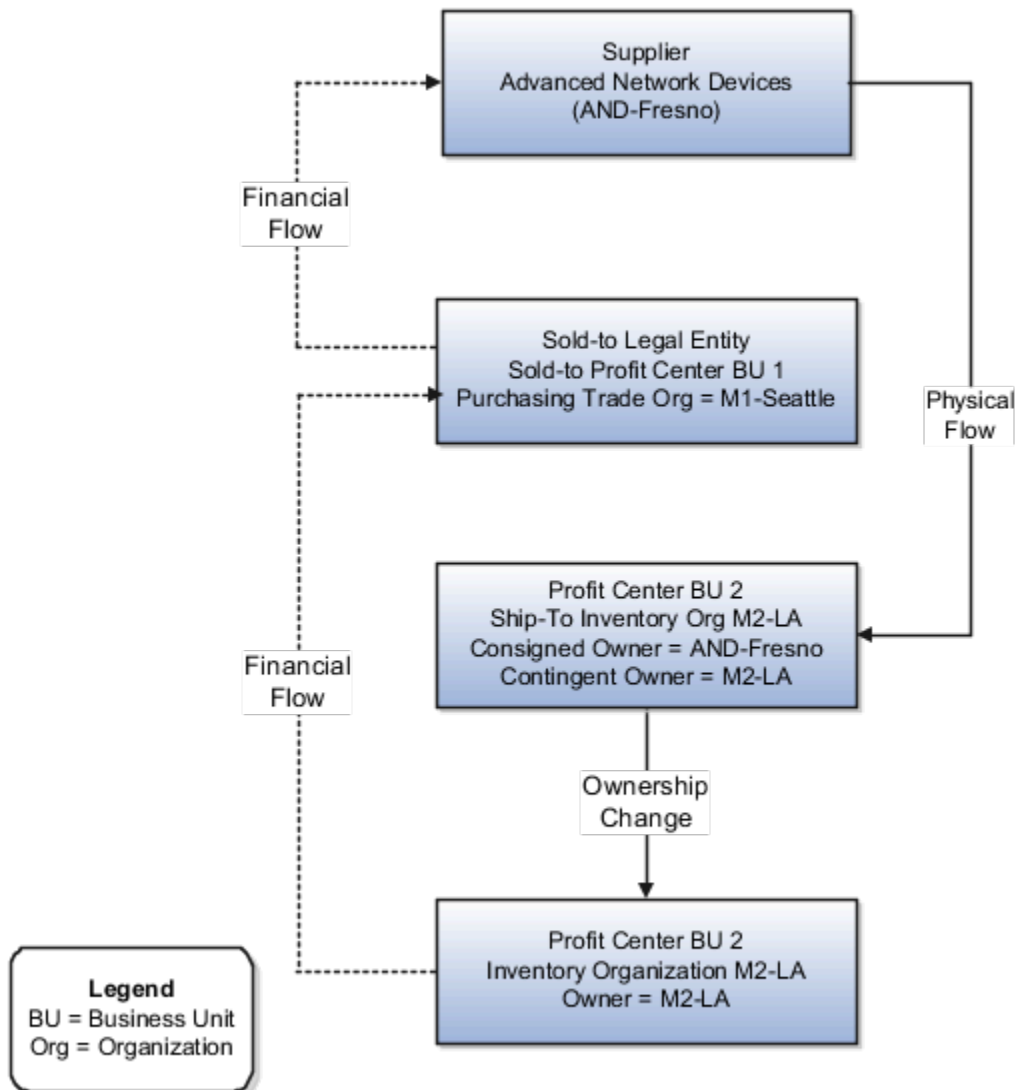 Supplier
Advanced Network Devices
(AND-Fresno)
Financial
Flow
Sold-to Legal Entity
Sold-to Profit Center BU 1
Purchasing Trade Org = M1-Seattle
Physical
Flow
Profit Center BU 2
Ship-To Inventory Org M2-LA
Consigned Owner = AND-Fresno
Contingent Owner = M2-LA
Financial
Flow
Ownership
Change
Profit Center BU 2
Inventory Organization M2-LA
Owner = M2-LA
Legend
BU = Business Unit
Org = Organization